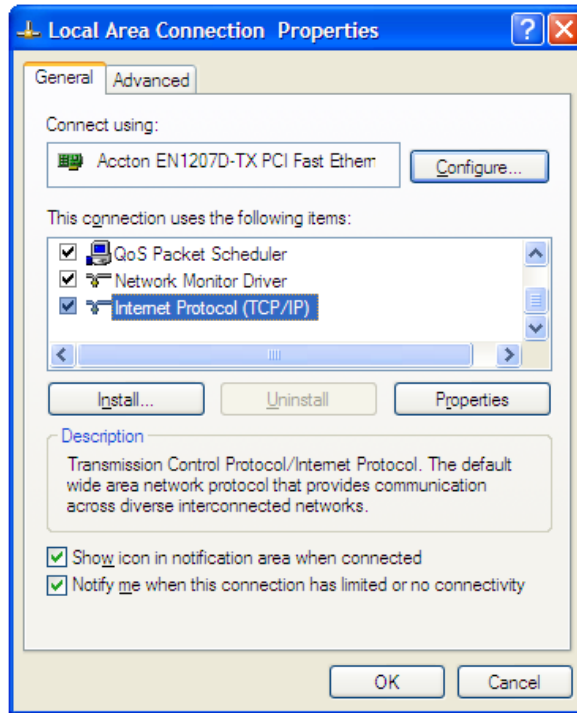 Local Area Connection Properties
General
Advanced
Connect using:
Accton EN1207D-TX PCI Fast Ethern
Configure...
This connection uses the following items:
QoS Packet Scheduler
Network Monitor Driver
Internet Protocol (TCP/IP)
Install...
Uninstall
Properties
Description
Transmission Control Protocol/Internet Protocol. The default
wide area network protocol that provides communication
across diverse interconnected networks.
Show icon in notification area when connected
Notify me when this connection has limited or no connectivity
OK
Cancel